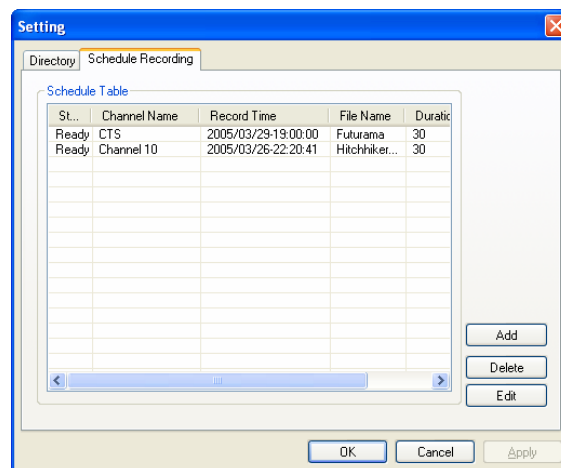 Setting
Directory Schedule Recording
Schedule Table
St... Channel Name Record Time File Name Duratic
Ready CTS 2005/03/29-19:00:00 Futurama 30
Ready Channel 10 2005/03/26-22:20:41 Hitchhiker... 30
Add
Delete
Edit
OK Cancel Apply